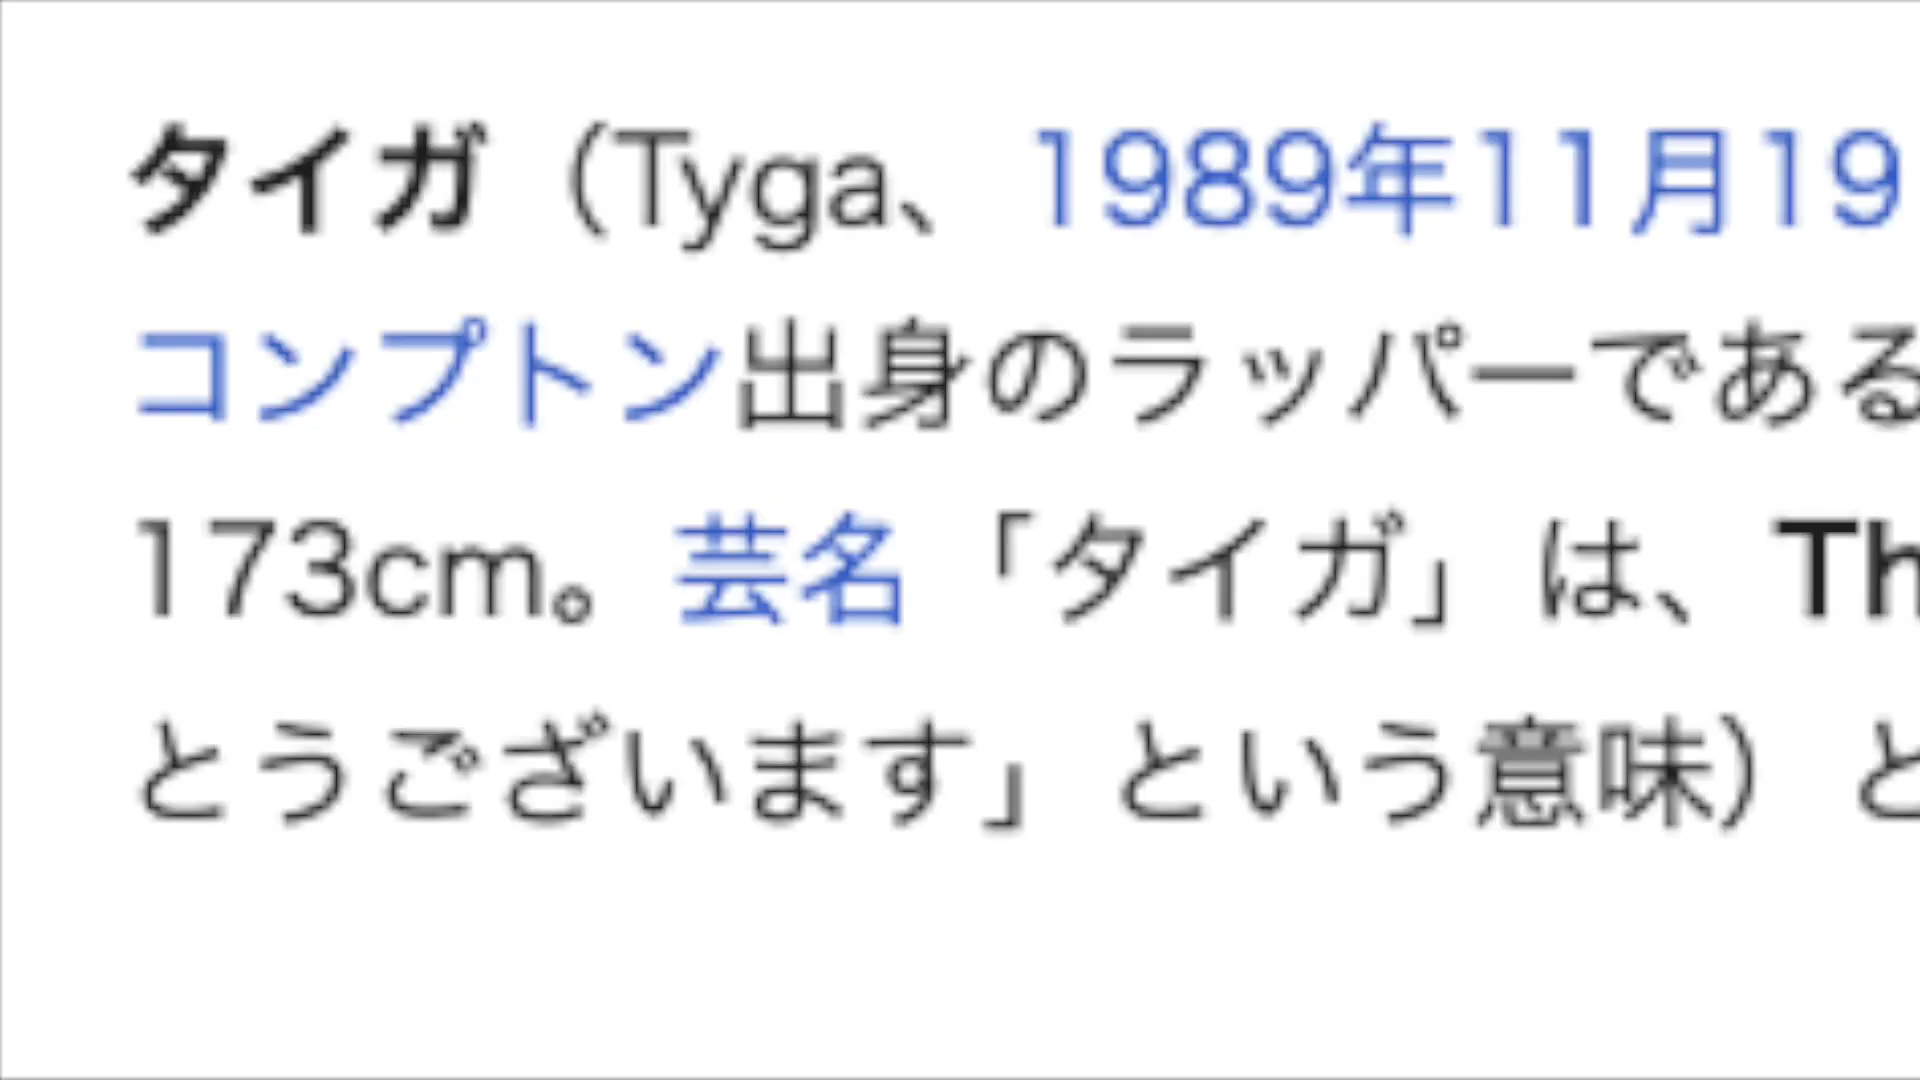 タイガ（Tyga、 1989年11月19
コンプトン出身のラッパーである
173cm。芸名「タイガ」は、Th
とうございます」という意味）と